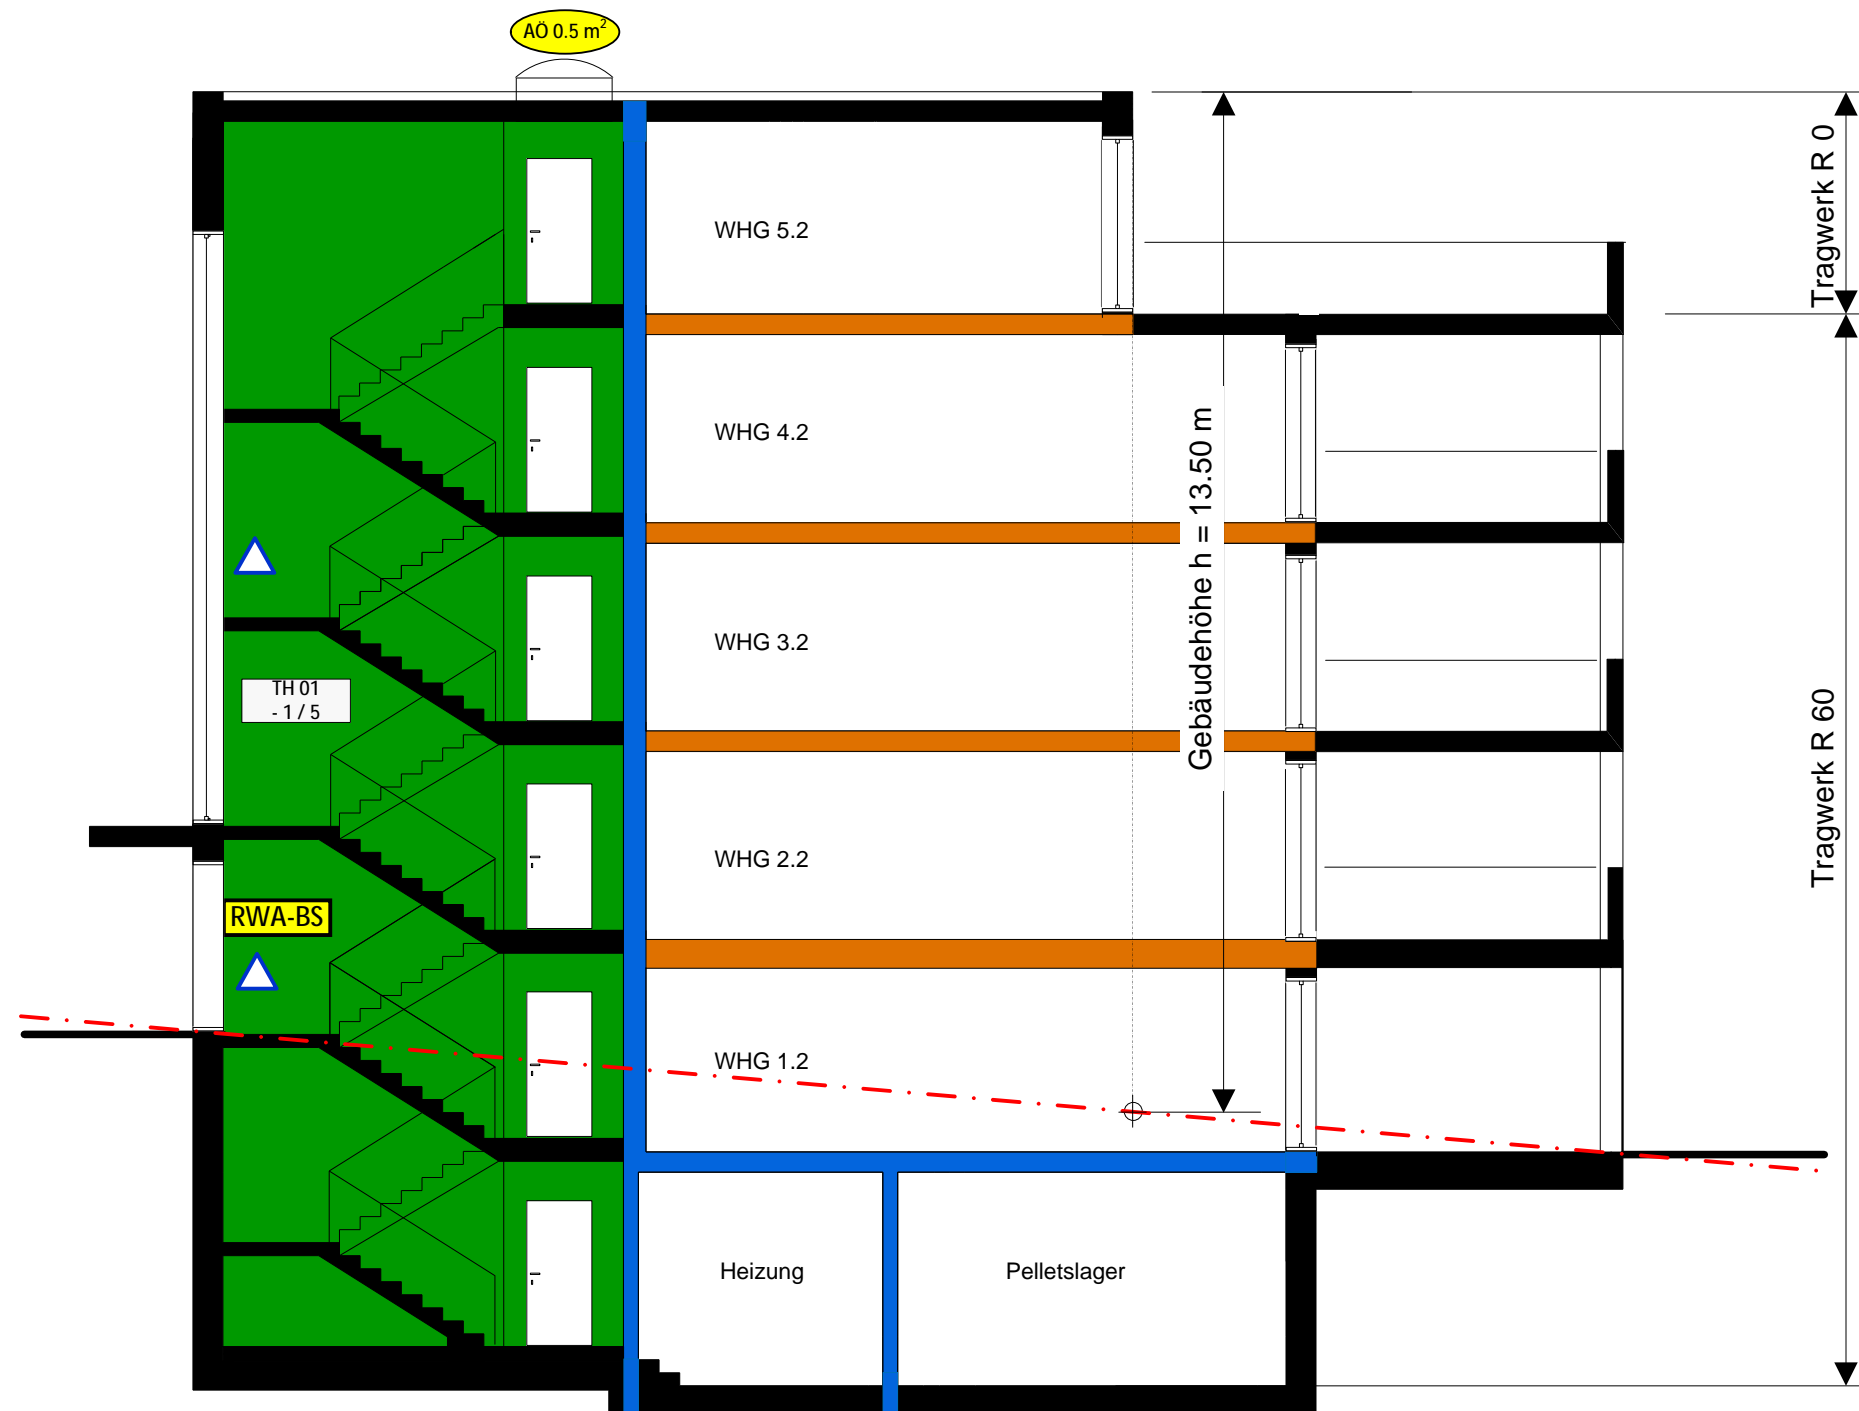 AÖ 0.5 m²
Tragwerk R 0
WHG 5.2
WHG 4.2
Gebäudehöhe h = 13.50 m
WHG 3.2
TH 01
- 1 / 5
Tragwerk R 60
WHG 2.2
RWA-BS
WHG 1.2
Heizung
Pelletslager